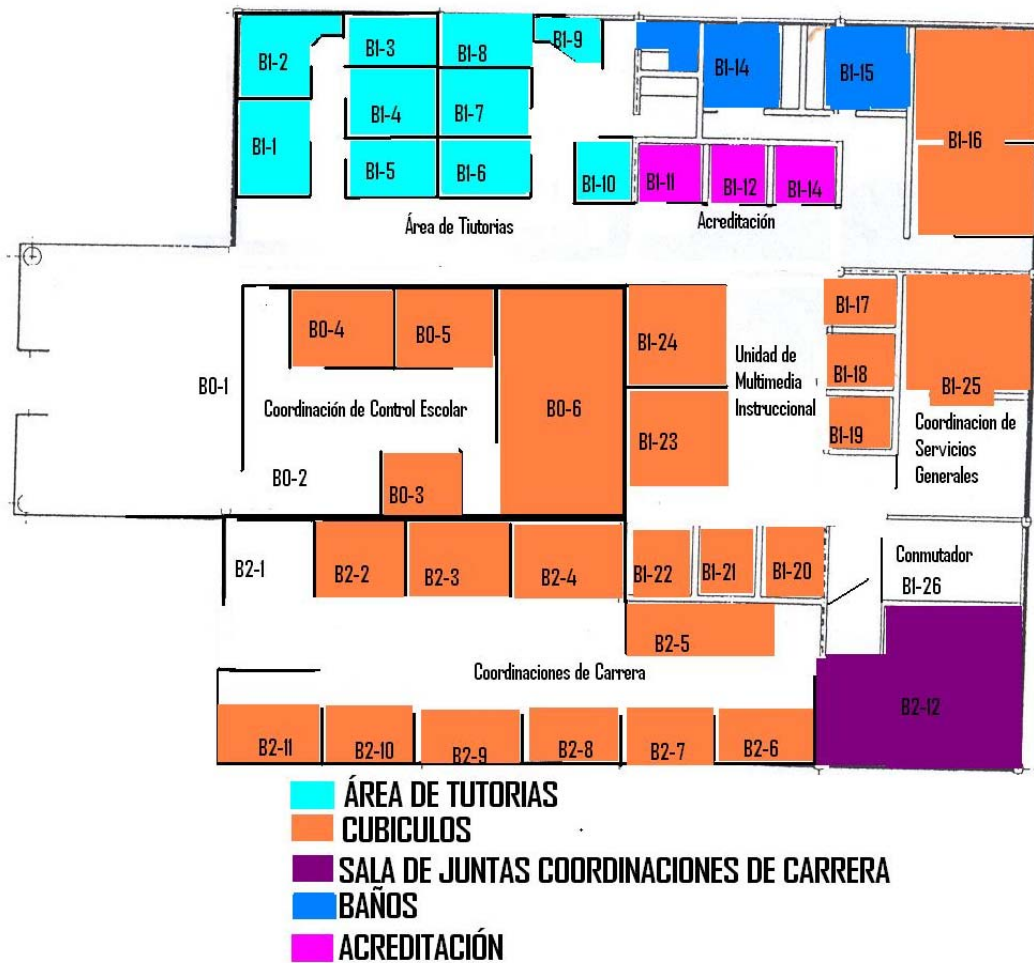 B1-9
B1-3
B1-8
B1-2
B1-14
B1-15
B1-4
B1-7
B1-16
B1-1
B1-5
B1-6
B1-10
B1-11
B1-12
B1-14
Área de Tiutorias
Acreditación
B1-17
B0-4
B0-5
B1-24
Unidad de
Multimedia
Instruccional
B1-18
B1-25
B0-1
Coordinación de Control Escolar
B0-6
B1-23
B1-19
Coordinacion de
Servicios
Generales
B0-2
B0-3
Conmutador
B1-26
B2-1
B2-2
B2-3
B2-4
B1-22
B1-21
B1-20
B2-5
Coordinaciones de Carrera
B2-12
B2-11
B2-10
B2-9
B2-8
B2-7
B2-6
ÁREA DE TUTORIAS
CUBICULOS
SALA DE JUNTAS COORDINACIONES DE CARRERA
BAÑOS
ACREDITACIÓN